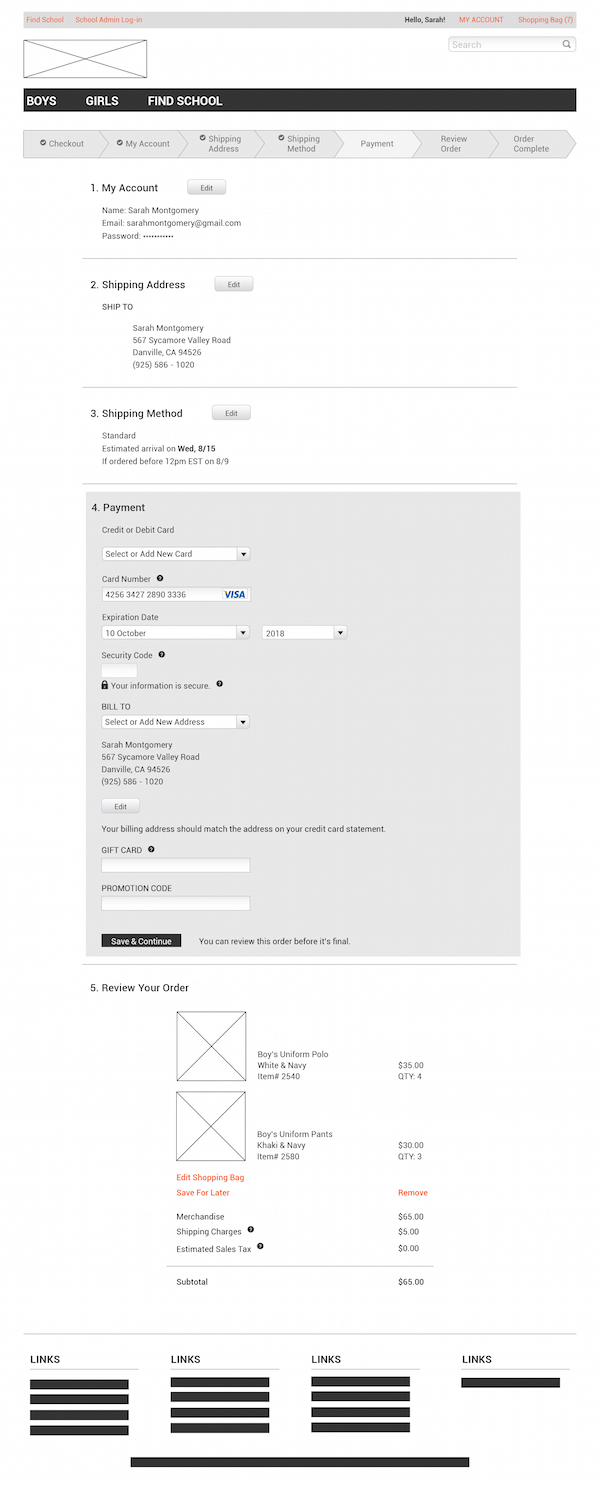 Find School School Admin Log-in Hello, Sarah! MY ACCOUNT Shopping Bag (7)
Search
BOYS GIRLS FIND SCHOOL
Checkout
My Account
Shipping
Address
Shipping
Method
Payment
Review
Order
Order
Complete
1. My Account Edit
Name: Sarah Montgomery
Email: sarahmontgomery@gmail.com
Password: •••••••••••
2. Shipping Address Edit
SHIP TO
Sarah Montgomery
567 Sycamore Valley Road
Danville, CA 94526
(925) 586 - 1020
3. Shipping Method Edit
Standard
Estimated arrival on Wed, 8/15
If ordered before 12pm EST on 8/9
4. Payment
Credit or Debit Card
Select or Add New Card
Card Number ?
4256 3427 2890 3336 VISA
Expiration Date
10 October 2018
Security Code ?
Your information is secure. ?
BILL TO
Select or Add New Address
Sarah Montgomery
567 Sycamore Valley Road
Danville, CA 94526
(925) 586 - 1020
Edit
Your billing address should match the address on your credit card statement.
GIFT CARD ?
PROMOTION CODE
Save & Continue You can review this order before it's final.
5. Review Your Order
Boy's Uniform Polo
White & Navy $35.00
Item# 2540 QTY: 4
Boy's Uniform Pants
Khaki & Navy $30.00
Item# 2580 QTY: 3
Edit Shopping Bag
Save For Later Remove
Merchandise $65.00
Shipping Charges ? $5.00
Estimated Sales Tax ? $0.00
Subtotal $65.00
LINKS LINKS LINKS LINKS